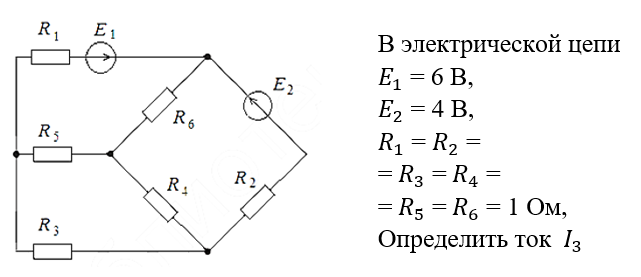 R1 E1
E2
R6
R5
R4 R2
R3
В электрической цепи
E1 = 6 В,
E2 = 4 В,
R1 = R2 =
= R3 = R4 =
= R5 = R6 = 1 Ом,
Определить ток I3